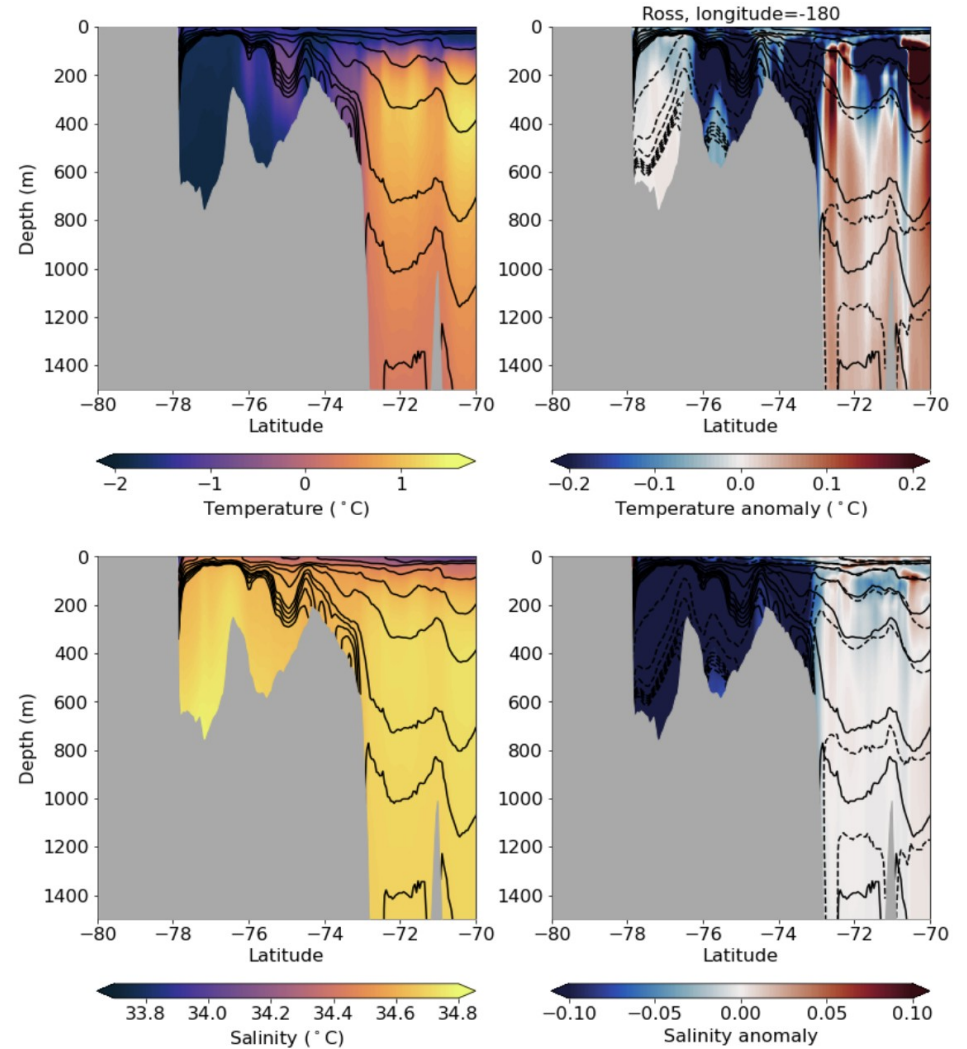 Ross, longitude=-180
0
200
400
600
800
1000
1200
1400
Depth (m)
−80 −78 −76 −74 −72 −70
Latitude
−2 −1 0 1
Temperature (°C)
0
200
400
600
800
1000
1200
1400
−80 −78 −76 −74 −72 −70
Latitude
−0.2 −0.1 0.0 0.1 0.2
Temperature anomaly (°C)
0
200
400
600
800
1000
1200
1400
Depth (m)
−80 −78 −76 −74 −72 −70
Latitude
33.8 34.0 34.2 34.4 34.6 34.8
Salinity (°C)
0
200
400
600
800
1000
1200
1400
−80 −78 −76 −74 −72 −70
Latitude
−0.10 −0.05 0.00 0.05 0.10
Salinity anomaly